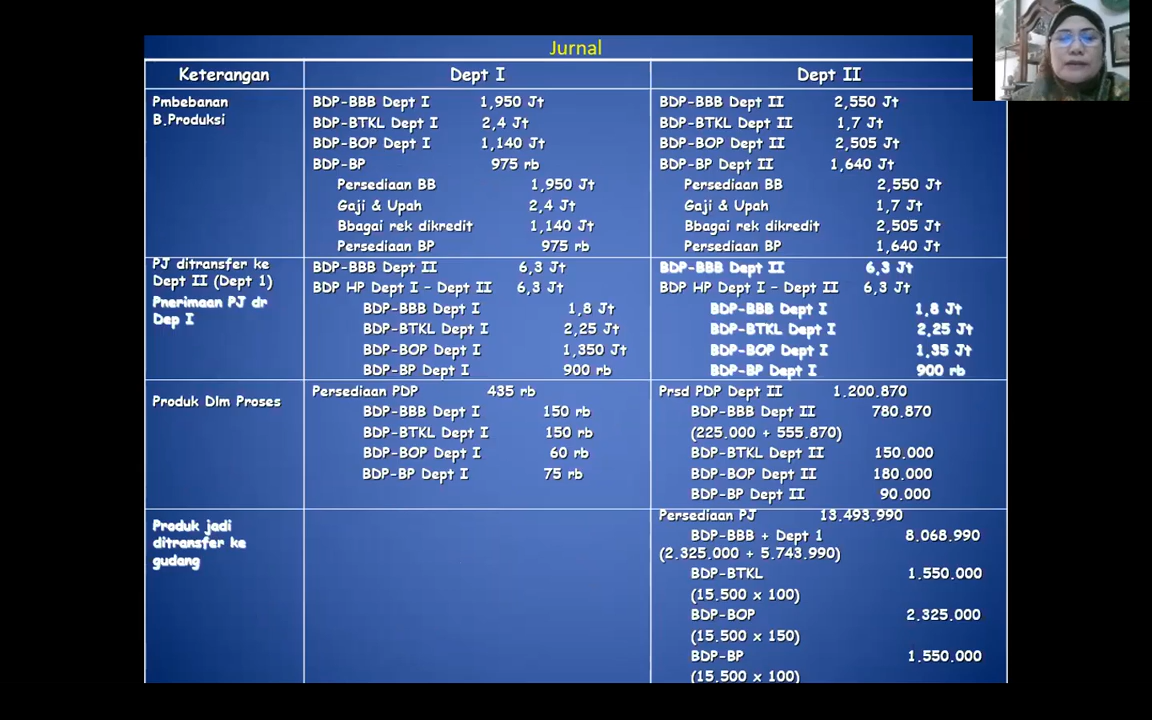 Jurnal
Keterangan Dept I Dept II
Pmbebanan
B.Produksi
BDP-BBB Dept I 1,950 Jt
BDP-BTKL Dept I 2,4 Jt
BDP-BOP Dept I 1,140 Jt
BDP-BP 975 rb
Persediaan BB 1,950 Jt
Gaji & Upah 2,4 Jt
Bbagai rek dikredit 1,140 Jt
Persediaan BP 975 rb
BDP-BBB Dept II 2,550 Jt
BDP-BTKL Dept II 1,7 Jt
BDP-BOP Dept II 2,505 Jt
BDP-BP Dept II 1,640 Jt
Persediaan BB 2,550 Jt
Gaji & Upah 1,7 Jt
Bbagai rek dikredit 2,505 Jt
Persediaan BP 1,640 Jt
PJ ditransfer ke
Dept II (Dept 1)
Pnerimaan PJ dr
Dep I
BDP-BBB Dept II 6,3 Jt
BDP HP Dept I – Dept II 6,3 Jt
BDP-BBB Dept I 1,8 Jt
BDP-BTKL Dept I 2,25 Jt
BDP-BOP Dept I 1,350 Jt
BDP-BP Dept I 900 rb
BDP-BBB Dept II 6,3 Jt
BDP HP Dept I – Dept II 6,3 Jt
BDP-BBB Dept I 1,8 Jt
BDP-BTKL Dept I 2,25 Jt
BDP-BOP Dept I 1,35 Jt
BDP-BP Dept I 900 rb
Produk Dlm Proses
Persediaan PDP 435 rb
BDP-BBB Dept I 150 rb
BDP-BTKL Dept I 150 rb
BDP-BOP Dept I 60 rb
BDP-BP Dept I 75 rb
Prsd PDP Dept II 1.200.870
BDP-BBB Dept II 780.870
(225.000 + 555.870)
BDP-BTKL Dept II 150.000
BDP-BOP Dept II 180.000
BDP-BP Dept II 90.000
Produk jadi
ditransfer ke
gudang
Persediaan PJ 13.493.990
BDP-BBB + Dept 1 8.068.990
(2.325.000 + 5.743.990)
BDP-BTKL 1.550.000
(15.500 x 100)
BDP-BOP 2.325.000
(15.500 x 150)
BDP-BP 1.550.000
(15.500 x 100)